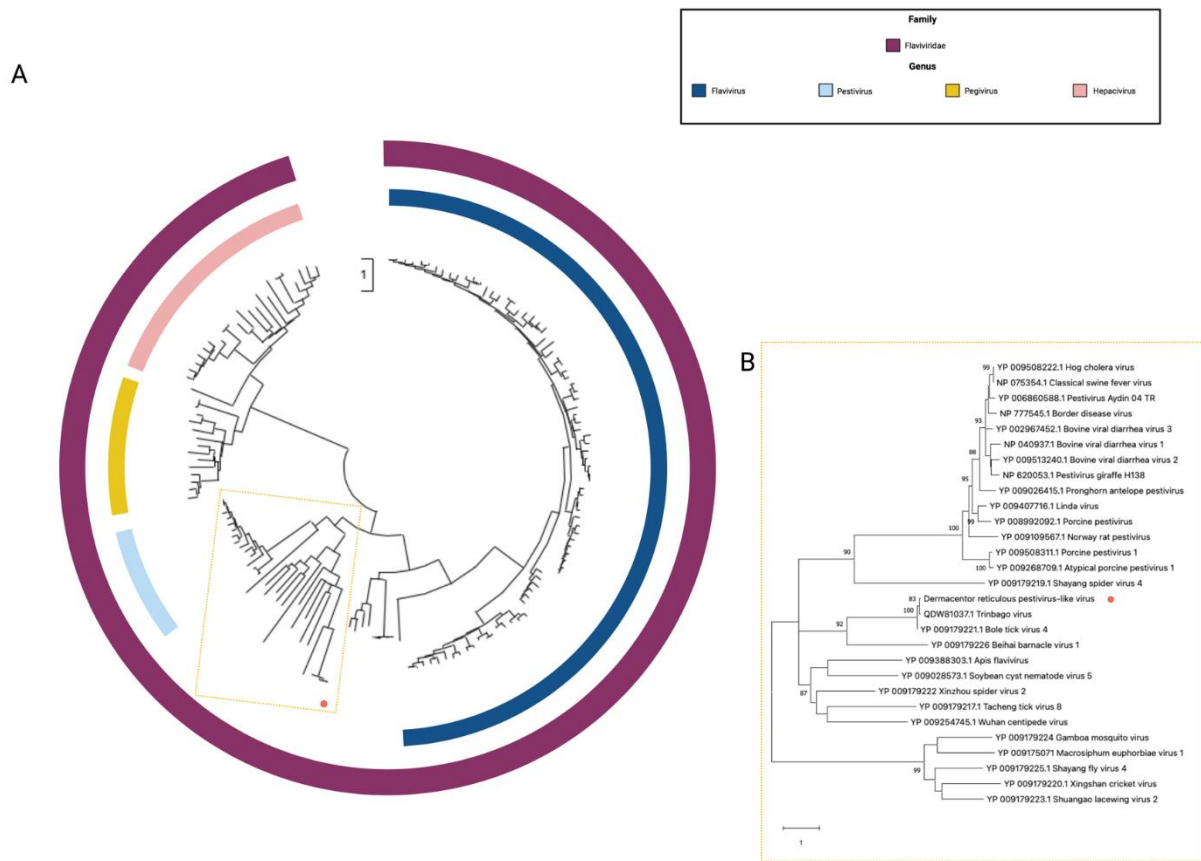 Family
Flaviviridae
Genus
Flavivirus
Pestivirus
Pegivirus
Hepacivirus
A
1
B
99
YP 009508222.1 Hog cholera virus
NP 075354.1 Classical swine fever virus
YP 006860588.1 Pestivirus Aydin 04 TR
NP 777545.1 Border disease virus
93
YP 002967452.1 Bovine viral diarrhea virus 3
NP 040937.1 Bovine viral diarrhea virus 1
88
YP 009513240.1 Bovine viral diarrhea virus 2
NP 620053.1 Pestivirus giraffe H138
95
YP 009026415.1 Pronghorn antelope pestivirus
YP 009407716.1 Linda virus
99
YP 008992092.1 Porcine pestivirus
100
YP 009109567.1 Norway rat pestivirus
90
YP 009508311.1 Porcine pestivirus 1
100
YP 009268709.1 Atypical porcine pestivirus 1
YP 009179219.1 Shayang spider virus 4
83
Dermacentor reticulous pestivirus-like virus
100
QDW81037.1 Trinbago virus
92
YP 009179221.1 Bole tick virus 4
YP 009179226 Beihai barnacle virus 1
YP 009388303.1 Apis flavivirus
YP 009028573.1 Soybean cyst nematode virus 5
87
YP 009179222 Xinzhou spider virus 2
YP 009179217.1 Tacheng tick virus 8
YP 009254745.1 Wuhan centipede virus
YP 009179224 Gamboa mosquito virus
YP 009175071 Macrosiphum euphorbiae virus 1
99
YP 009179225.1 Shayang fly virus 4
YP 009179220.1 Xingshan cricket virus
YP 009179223.1 Shuangao lacewing virus 2
1